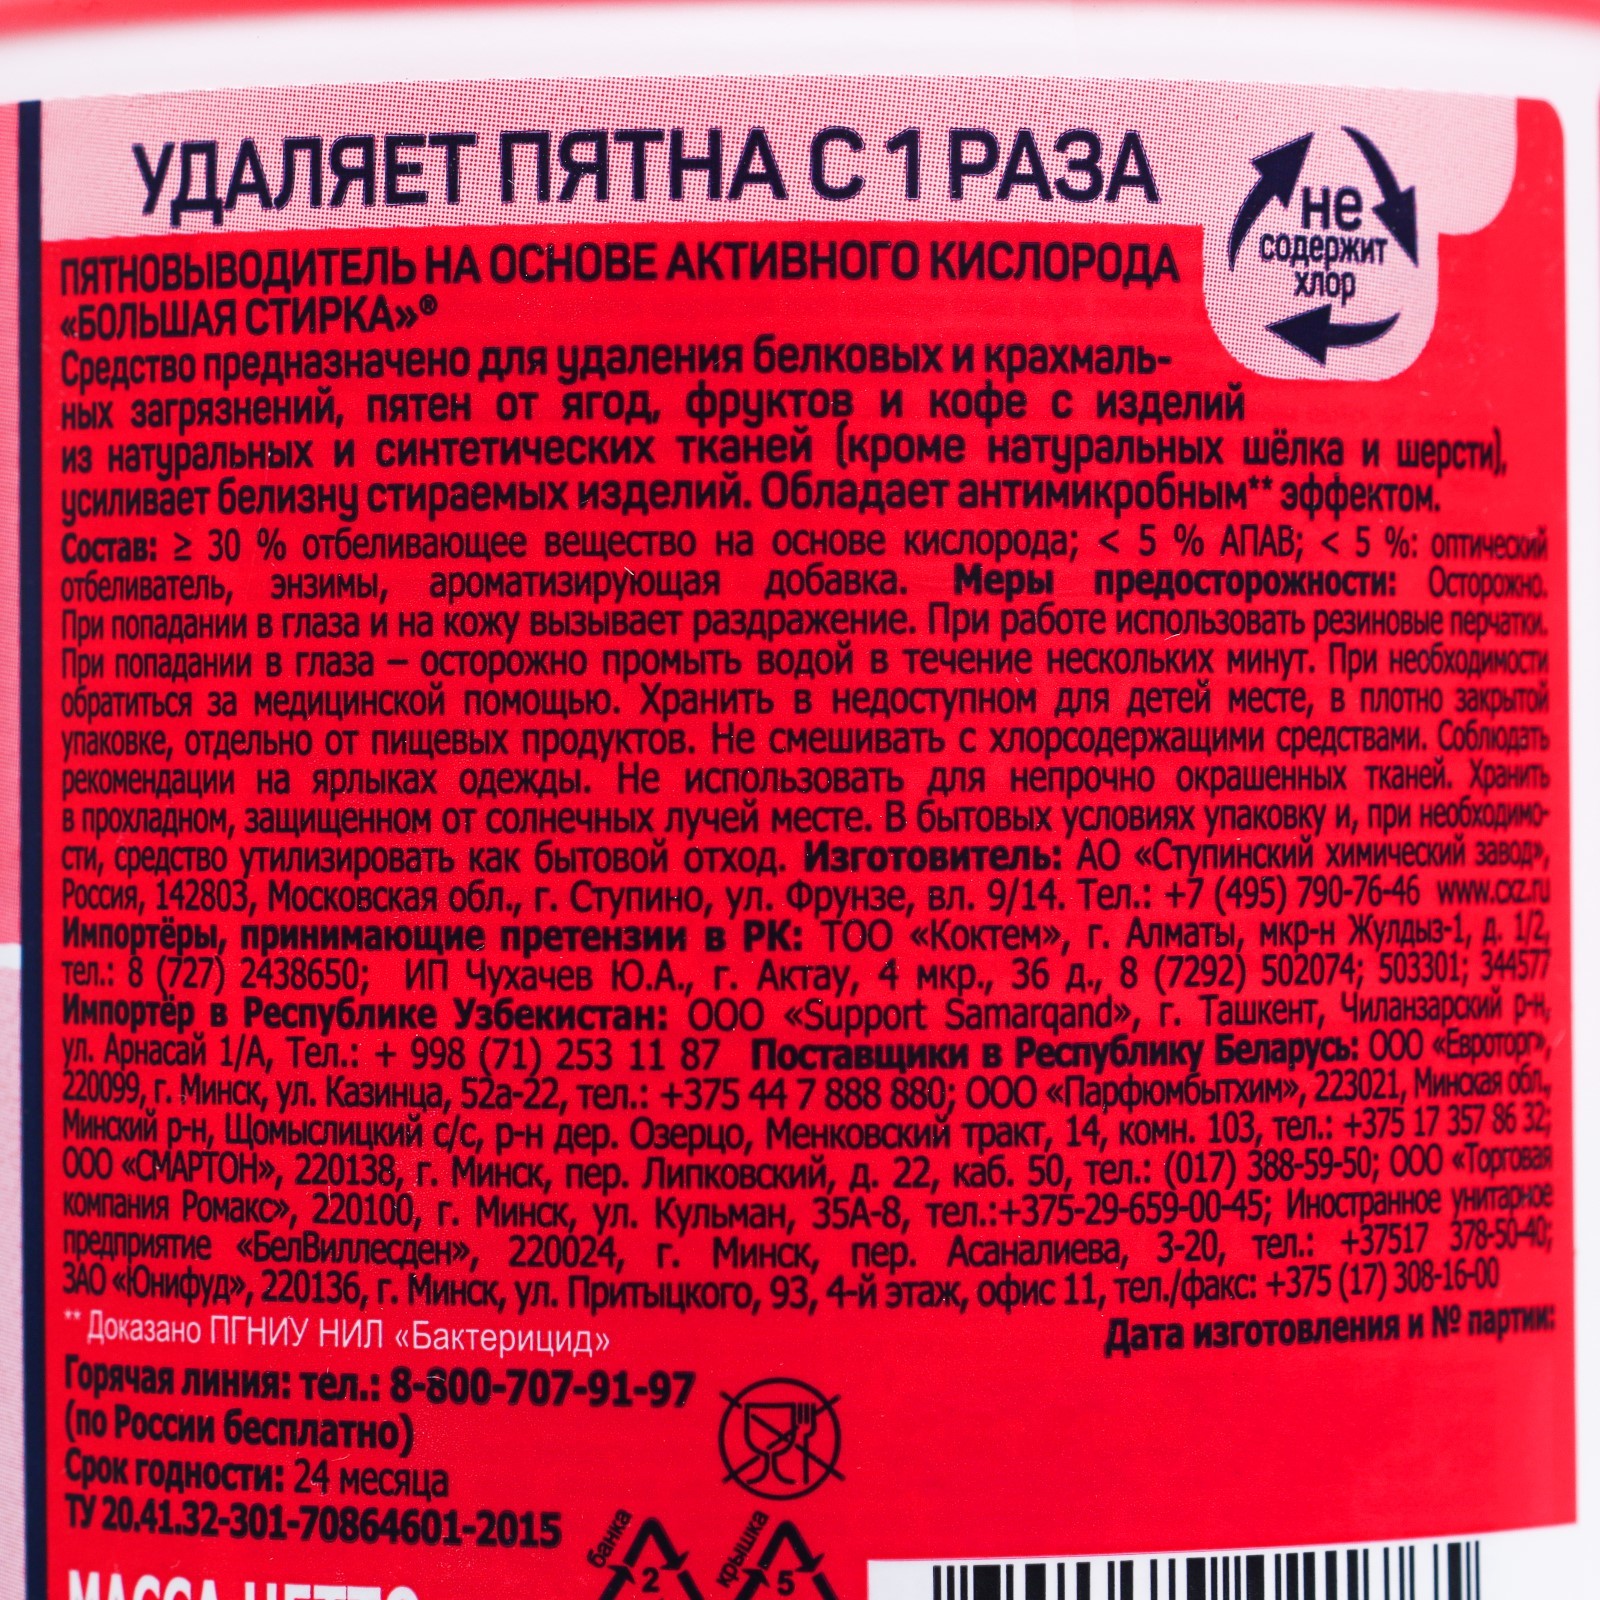 УДАЛЯЕТ ПЯТНА С 1 РАЗА
не
содержит
хлор
ПЯТНОВЫВОДИТЕЛЬ НА ОСНОВЕ АКТИВНОГО КИСЛОРОДА
«БОЛЬШАЯ СТИРКА»®
Средство предназначено для удаления белковых и крахмаль-
ных загрязнений, пятен от ягод, фруктов и кофе с изделий
из натуральных и синтетических тканей (кроме натуральных шёлка и шерсти),
усиливает белизну стираемых изделий. Обладает антимикробным** эффектом.
Состав: ≥ 30 % отбеливающее вещество на основе кислорода; < 5 % АПАВ; < 5 %: оптический
отбеливатель, энзимы, ароматизирующая добавка. Меры предосторожности: Осторожно.
При попадании в глаза и на кожу вызывает раздражение. При работе использовать резиновые перчатки.
При попадании в глаза – осторожно промыть водой в течение нескольких минут. При необходимости
обратиться за медицинской помощью. Хранить в недоступном для детей месте, в плотно закрытой
упаковке, отдельно от пищевых продуктов. Не смешивать с хлорсодержащими средствами. Соблюдать
рекомендации на ярлыках одежды. Не использовать для непрочно окрашенных тканей. Хранить
в прохладном, защищенном от солнечных лучей месте. В бытовых условиях упаковку и, при необходимо-
сти, средство утилизировать как бытовой отход. Изготовитель: АО «Ступинский химический завод»,
Россия, 142803, Московская обл., г. Ступино, ул. Фрунзе, вл. 9/14. Тел.: +7 (495) 790-76-46 www.cxz.ru
Импортёры, принимающие претензии в РК: ТОО «Коктем», г. Алматы, мкр-н Жулдыз-1, д. 1/2,
тел.: 8 (727) 2438650; ИП Чухачев Ю.А., г. Актау, 4 мкр., 36 д., 8 (7292) 502074; 503301; 344577
Импортёр в Республике Узбекистан: ООО «Support Samarqand», г. Ташкент, Чиланзарский р-н,
ул. Арнасай 1/А, Тел.: + 998 (71) 253 11 87 Поставщики в Республику Беларусь: ООО «Евроторг»,
220099, г. Минск, ул. Казинца, 52а-22, тел.: +375 44 7 888 880; ООО «Парфюмбытхим», 223021, Минская обл.,
Минский р-н, Щомыслицкий с/с, р-н дер. Озерцо, Менковский тракт, 14, комн. 103, тел.: +375 17 357 86 32;
ООО «СМАРТОН», 220138, г. Минск, пер. Липковский, д. 22, каб. 50, тел.: (017) 388-59-50; ООО «Торговая
компания Ромакс», 220100, г. Минск, ул. Кульман, 35А-8, тел.:+375-29-659-00-45; Иностранное унитарное
предприятие «БелВиллесден», 220024, г. Минск, пер. Асаналиева, 3-20, тел.: +37517 378-50-40;
ЗАО «Юнифуд», 220136, г. Минск, ул. Притыцкого, 93, 4-й этаж, офис 11, тел./факс: +375 (17) 308-16-00
** Доказано ПГНИУ НИЛ «Бактерицид»
Дата изготовления и № партии:
Горячая линия: тел.: 8-800-707-91-97
(по России бесплатно)
Срок годности: 24 месяца
ТУ 20.41.32-301-70864601-2015
банка
2
крышка
5
МАССА НЕТТО